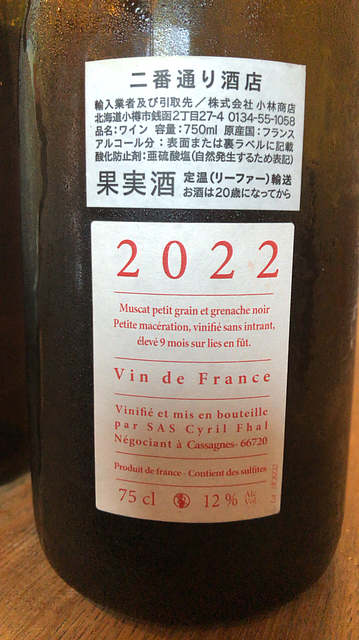 二番通り酒店
輸入業者及び引取先／株式会社 小林商店
北海道小樽市銭函2丁目27-4 0134-55-1058
品名:ワイン 容量:750ml 原産国:フランス
アルコール分:表面または裏ラベルに記載
酸化防止剤:亜硫酸塩(自然発生するため表記)
果実酒 定温(リーファー)輸送
お酒は20歳になってから
2022
Muscat petit grain et grenache noir
Petite macération, vinifié sans intrant,
élevé 9 mois sur lies en fût.
Vin de France
Vinifié et mis en bouteille
par SAS Cyril Fhal
Négociant à Cassagnes- 66720
Produit de france - Contient des sulfites
75 cl 12 % Alc Vol